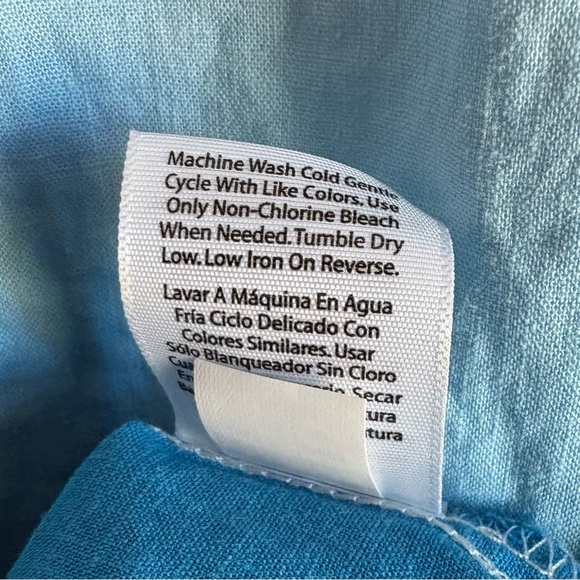 Machine Wash Cold Gentle
Cycle With Like Colors. Use
Only Non-Chlorine Bleach
When Needed. Tumble Dry
Low. Low Iron On Reverse.
Lavar A Máquina En Agua
Fría Ciclo Delicado Con
Colores Similares. Usar
Sólo Blanqueador Sin Cloro
Secar